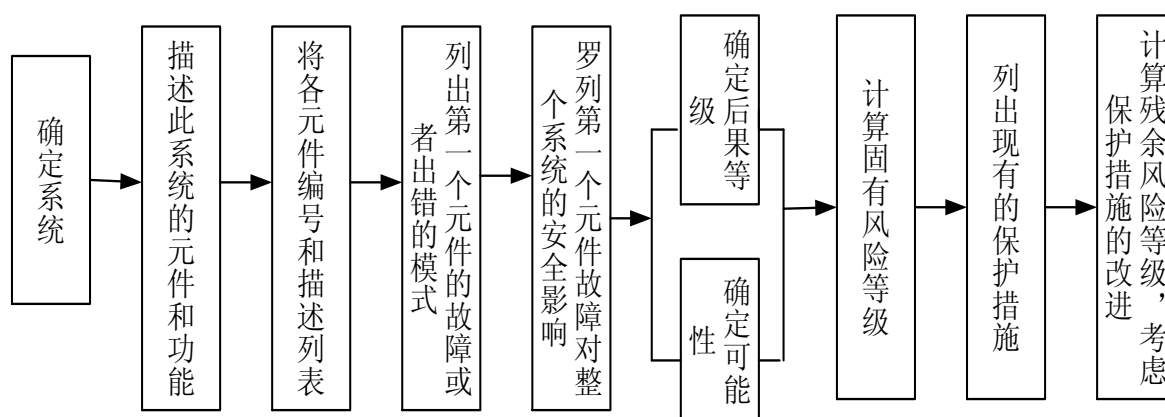 确定系统
描述此系统的元件和功能
将各元件编号和描述列表
列出第一个元件的故障或
者出错的模式
罗列第一个元件故障对整
个系统的安全影响
确定后果等
级
确定可能
性
计算固有风险等级
列出现有的保护措施
计算残余风险等级，考虑
保护措施的改进